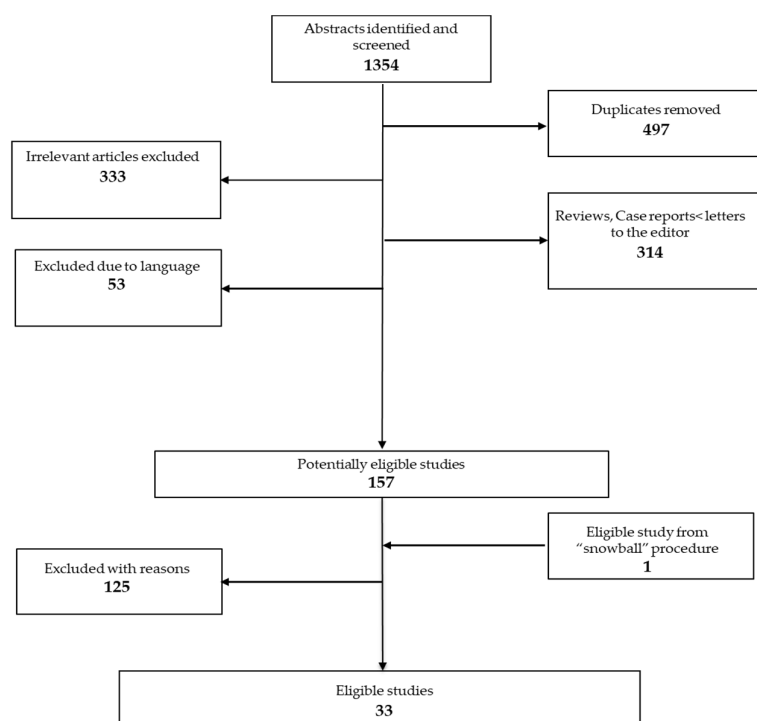 Abstracts identified and
screened
1354
Duplicates removed
497
Irrelevant articles excluded
333
Reviews, Case reports< letters
to the editor
314
Excluded due to language
53
Potentially eligible studies
157
Eligible study from
“snowball” procedure
1
Excluded with reasons
125
Eligible studies
33